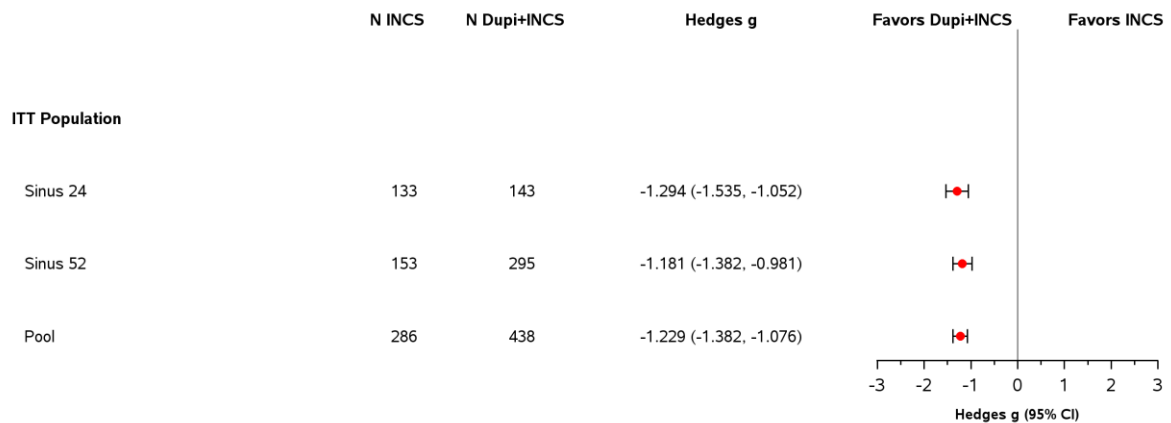 N INCS N Dupi+INCS Hedges g Favors Dupi+INCS Favors INCS
ITT Population
Sinus 24 133 143 -1.294 (-1.535, -1.052)
Sinus 52 153 295 -1.181 (-1.382, -0.981)
Pool 286 438 -1.229 (-1.382, -1.076)
-3 -2 -1 0 1 2 3
Hedges g (95% CI)